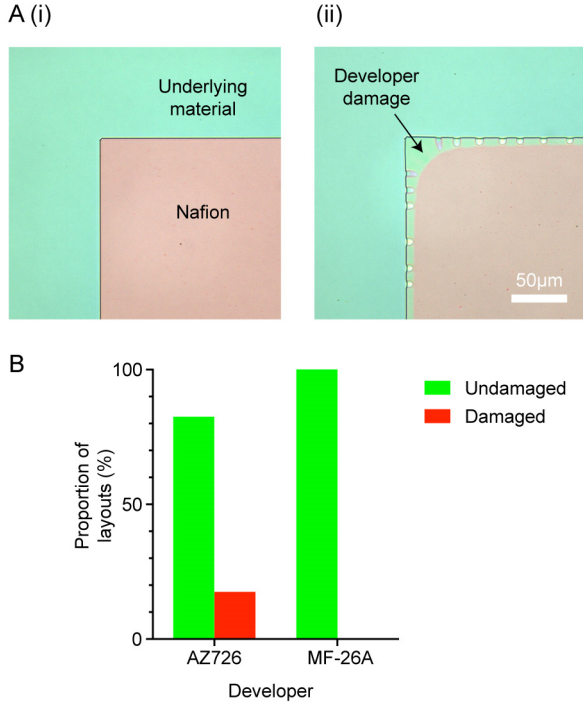 A (i)
(ii)
Underlying
material
Nafion
Developer
damage
50μm
B
Proportion of
layouts (%)
100
50
0
AZ726
MF-26A
Developer
Undamaged
Damaged